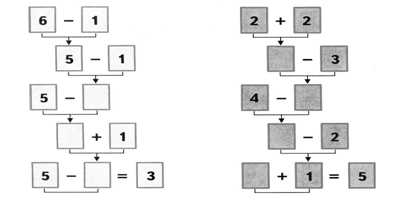 6 − 1
5 − 1
5 −
+ 1
5 − = 3
2 + 2
− 3
4 −
− 2
+ 1 = 5